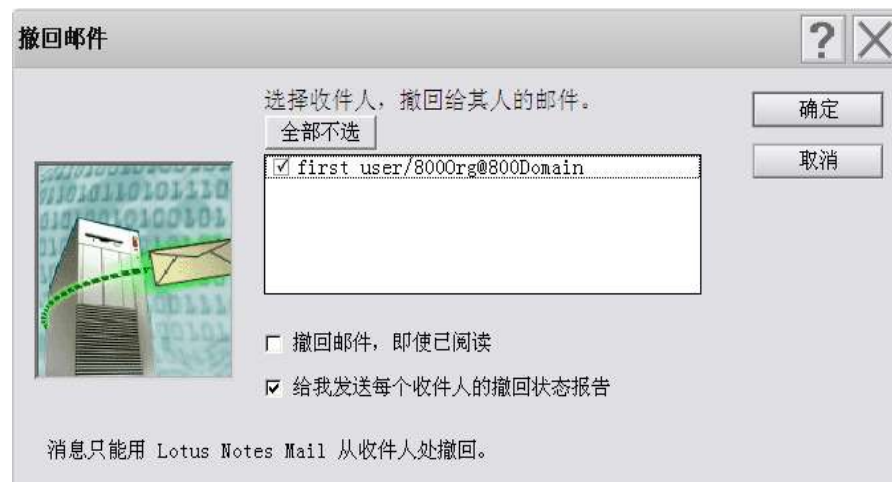 撤回邮件
选择收件人，撤回给其人的邮件。
全部不选
first user/800Org@800Domain
确定
取消
撤回邮件，即使已阅读
给我发送每个收件人的撤回状态报告
消息只能用 Lotus Notes Mail 从收件人处撤回。